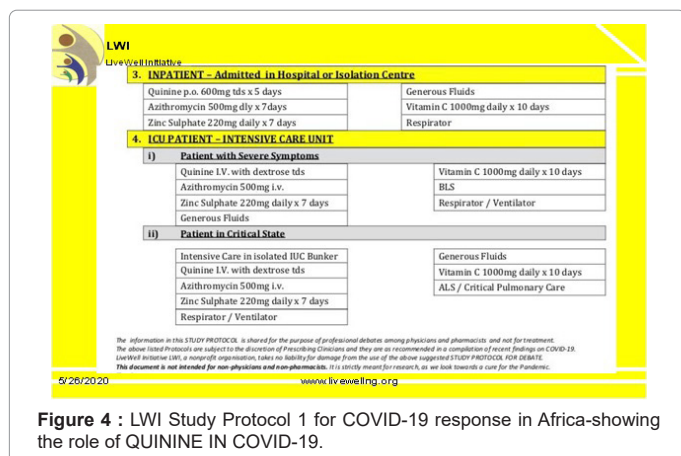 LWI
LiveWell Initiative
3. INPATIENT – Admitted in Hospital or Isolation Centre
Quinine p.o. 600mg tds x 5 days
Generous Fluids
Azithromycin 500mg dly x 7days
Vitamin C 1000mg daily x 10 days
Zinc Sulphate 220mg daily x 7 days
Respirator
4. ICU PATIENT – INTENSIVE CARE UNIT
i) Patient with Severe Symptoms
Quinine I.V. with dextrose tds
Vitamin C 1000mg daily x 10 days
Azithromycin 500mg i.v.
BLS
Zinc Sulphate 220mg daily x 7 days
Respirator / Ventilator
Generous Fluids
ii) Patient in Critical State
Intensive Care in isolated IUC Bunker
Generous Fluids
Quinine I.V. with dextrose tds
Vitamin C 1000mg daily x 10 days
Azithromycin 500mg i.v.
ALS / Critical Pulmonary Care
Zinc Sulphate 220mg daily x 7 days
Respirator / Ventilator
The information in this STUDY PROTOCOL is shared for the purpose of professional debates among physicians and pharmacists and not for treatment.
The above listed Protocols are subject to the discretion of Prescribing Clinicians and they are as recommended in a compilation of recent findings on COVID-19.
LiveWell Initiative LWI, a nonprofit organisation, takes no liability for damage from the use of the above suggested STUDY PROTOCOL FOR DEBATE.
This document is not intended for non-physicians and non-pharmacists. It is strictly meant for research, as we look towards a cure for the Pandemic.
5/26/2020
www.livewellng.org
Figure 4 : LWI Study Protocol 1 for COVID-19 response in Africa-showing
the role of QUININE IN COVID-19.